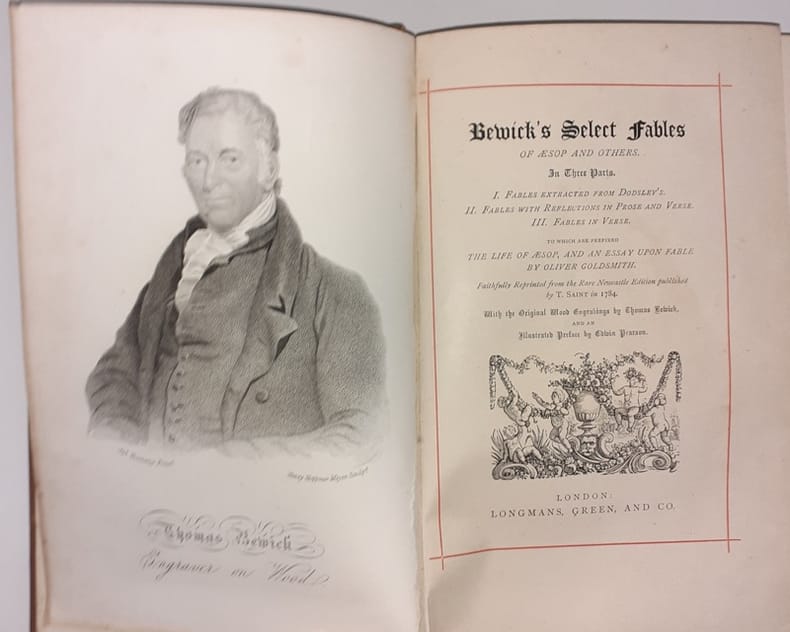 Thomas Bewick
Engraver on Wood.
Bewick's Select Fables
OF ÆSOP AND OTHERS.
In Three Parts.
I. FABLES EXTRACTED FROM DODSLEY'S.
II. FABLES WITH REFLECTIONS IN PROSE AND VERSE.
III. FABLES IN VERSE.
TO WHICH ARE PREFIXED
THE LIFE OF ÆSOP, AND AN ESSAY UPON FABLE
BY OLIVER GOLDSMITH.
Faithfully Reprinted from the Rare Newcastle Edition published
by T. SAINT in 1784.
With the Original Wood Engravings by Thomas Bewick,
AND AN
Illustrated Preface by Edwin Pearson.
LONDON:
LONGMANS, GREEN, AND CO.